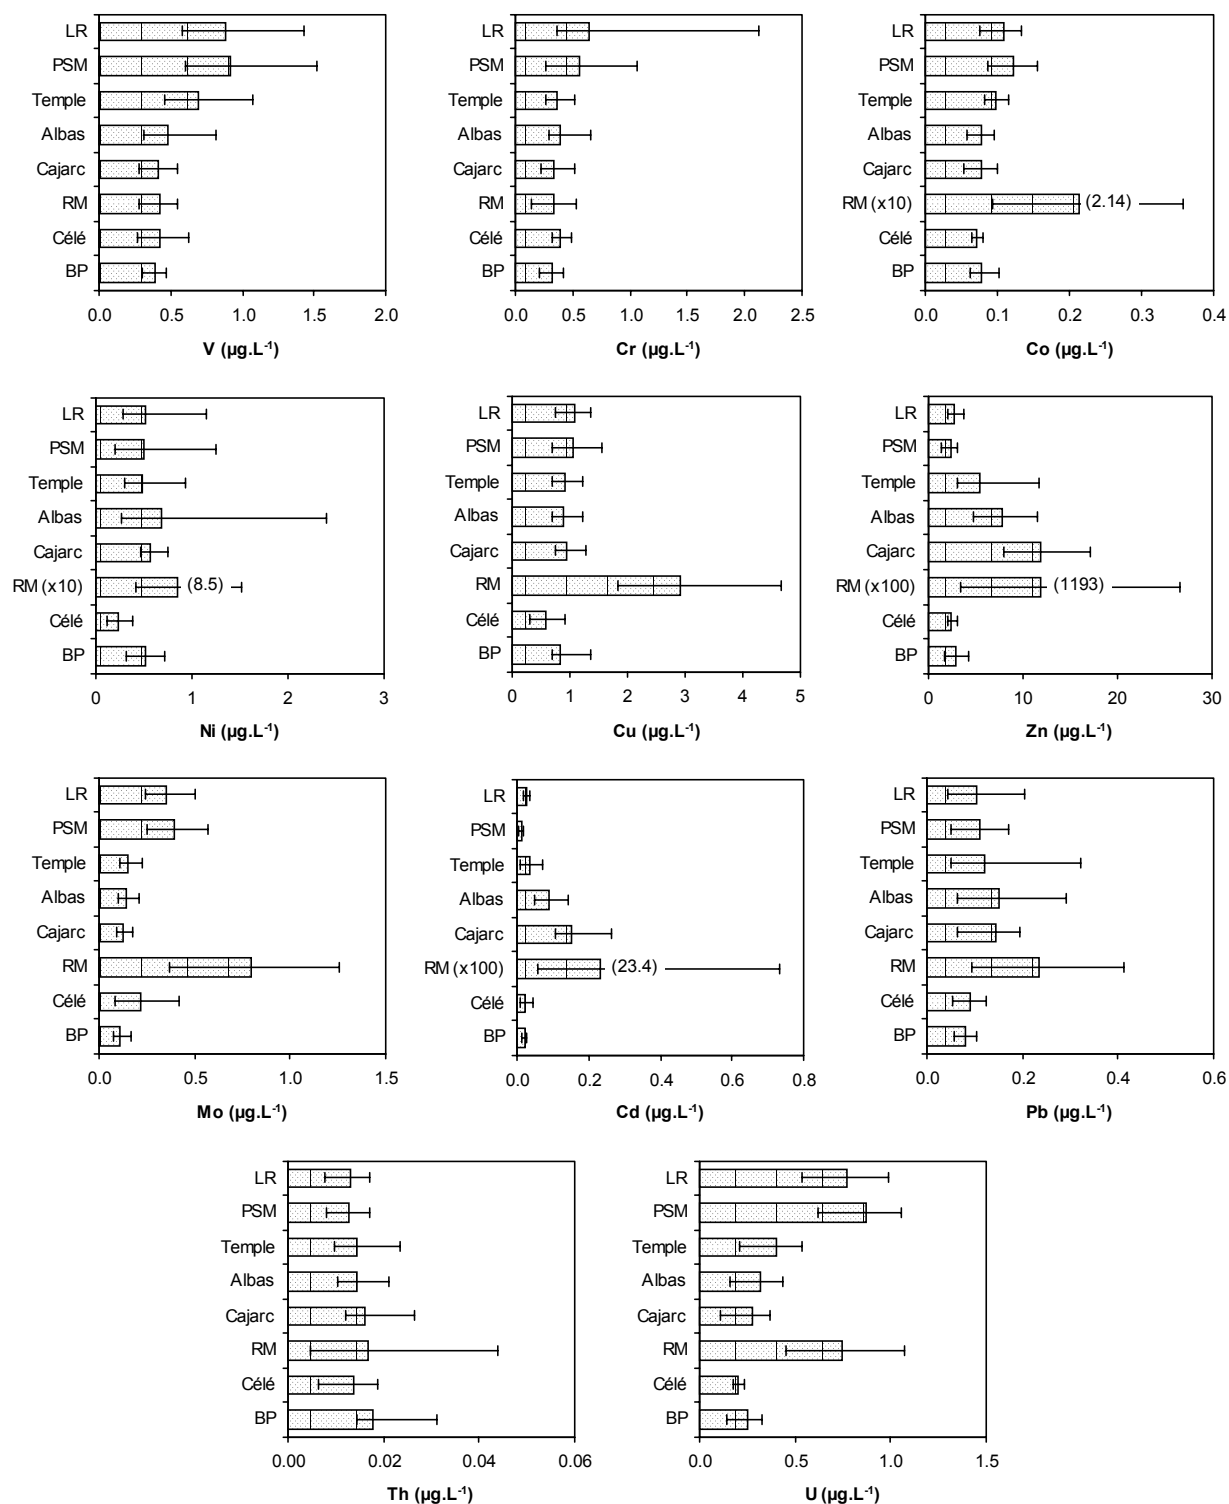 LR
PSM
Temple
Albas
Cajarc
RM
Célé
BP
0.0 0.5 1.0 1.5 2.0
V (µg.L-1)
LR
PSM
Temple
Albas
Cajarc
RM
Célé
BP
0.0 0.5 1.0 1.5 2.0 2.5
Cr (µg.L-1)
LR
PSM
Temple
Albas
Cajarc
RM (x10) (2.14)
Célé
BP
0.0 0.1 0.2 0.3 0.4
Co (µg.L-1)
LR
PSM
Temple
Albas
Cajarc
RM (x10) (8.5)
Célé
BP
0 1 2 3
Ni (µg.L-1)
LR
PSM
Temple
Albas
Cajarc
RM
Célé
BP
0 1 2 3 4 5
Cu (µg.L-1)
LR
PSM
Temple
Albas
Cajarc
RM (x100) (1193)
Célé
BP
0 10 20 30
Zn (µg.L-1)
LR
PSM
Temple
Albas
Cajarc
RM
Célé
BP
0.0 0.5 1.0 1.5
Mo (µg.L-1)
LR
PSM
Temple
Albas
Cajarc
RM (x100) (23.4)
Célé
BP
0.0 0.2 0.4 0.6 0.8
Cd (µg.L-1)
LR
PSM
Temple
Albas
Cajarc
RM
Célé
BP
0.0 0.2 0.4 0.6
Pb (µg.L-1)
LR
PSM
Temple
Albas
Cajarc
RM
Célé
BP
0.00 0.02 0.04 0.06
Th (µg.L-1)
LR
PSM
Temple
Albas
Cajarc
RM
Célé
BP
0.0 0.5 1.0 1.5
U (µg.L-1)